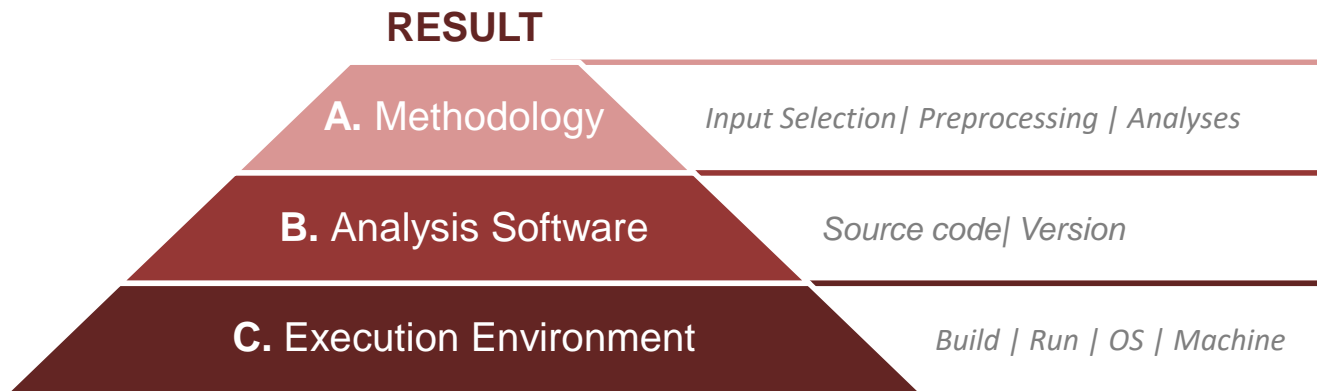 RESULT
A. Methodology
Input Selection| Preprocessing | Analyses
B. Analysis Software
Source code| Version
C. Execution Environment
Build | Run | OS | Machine